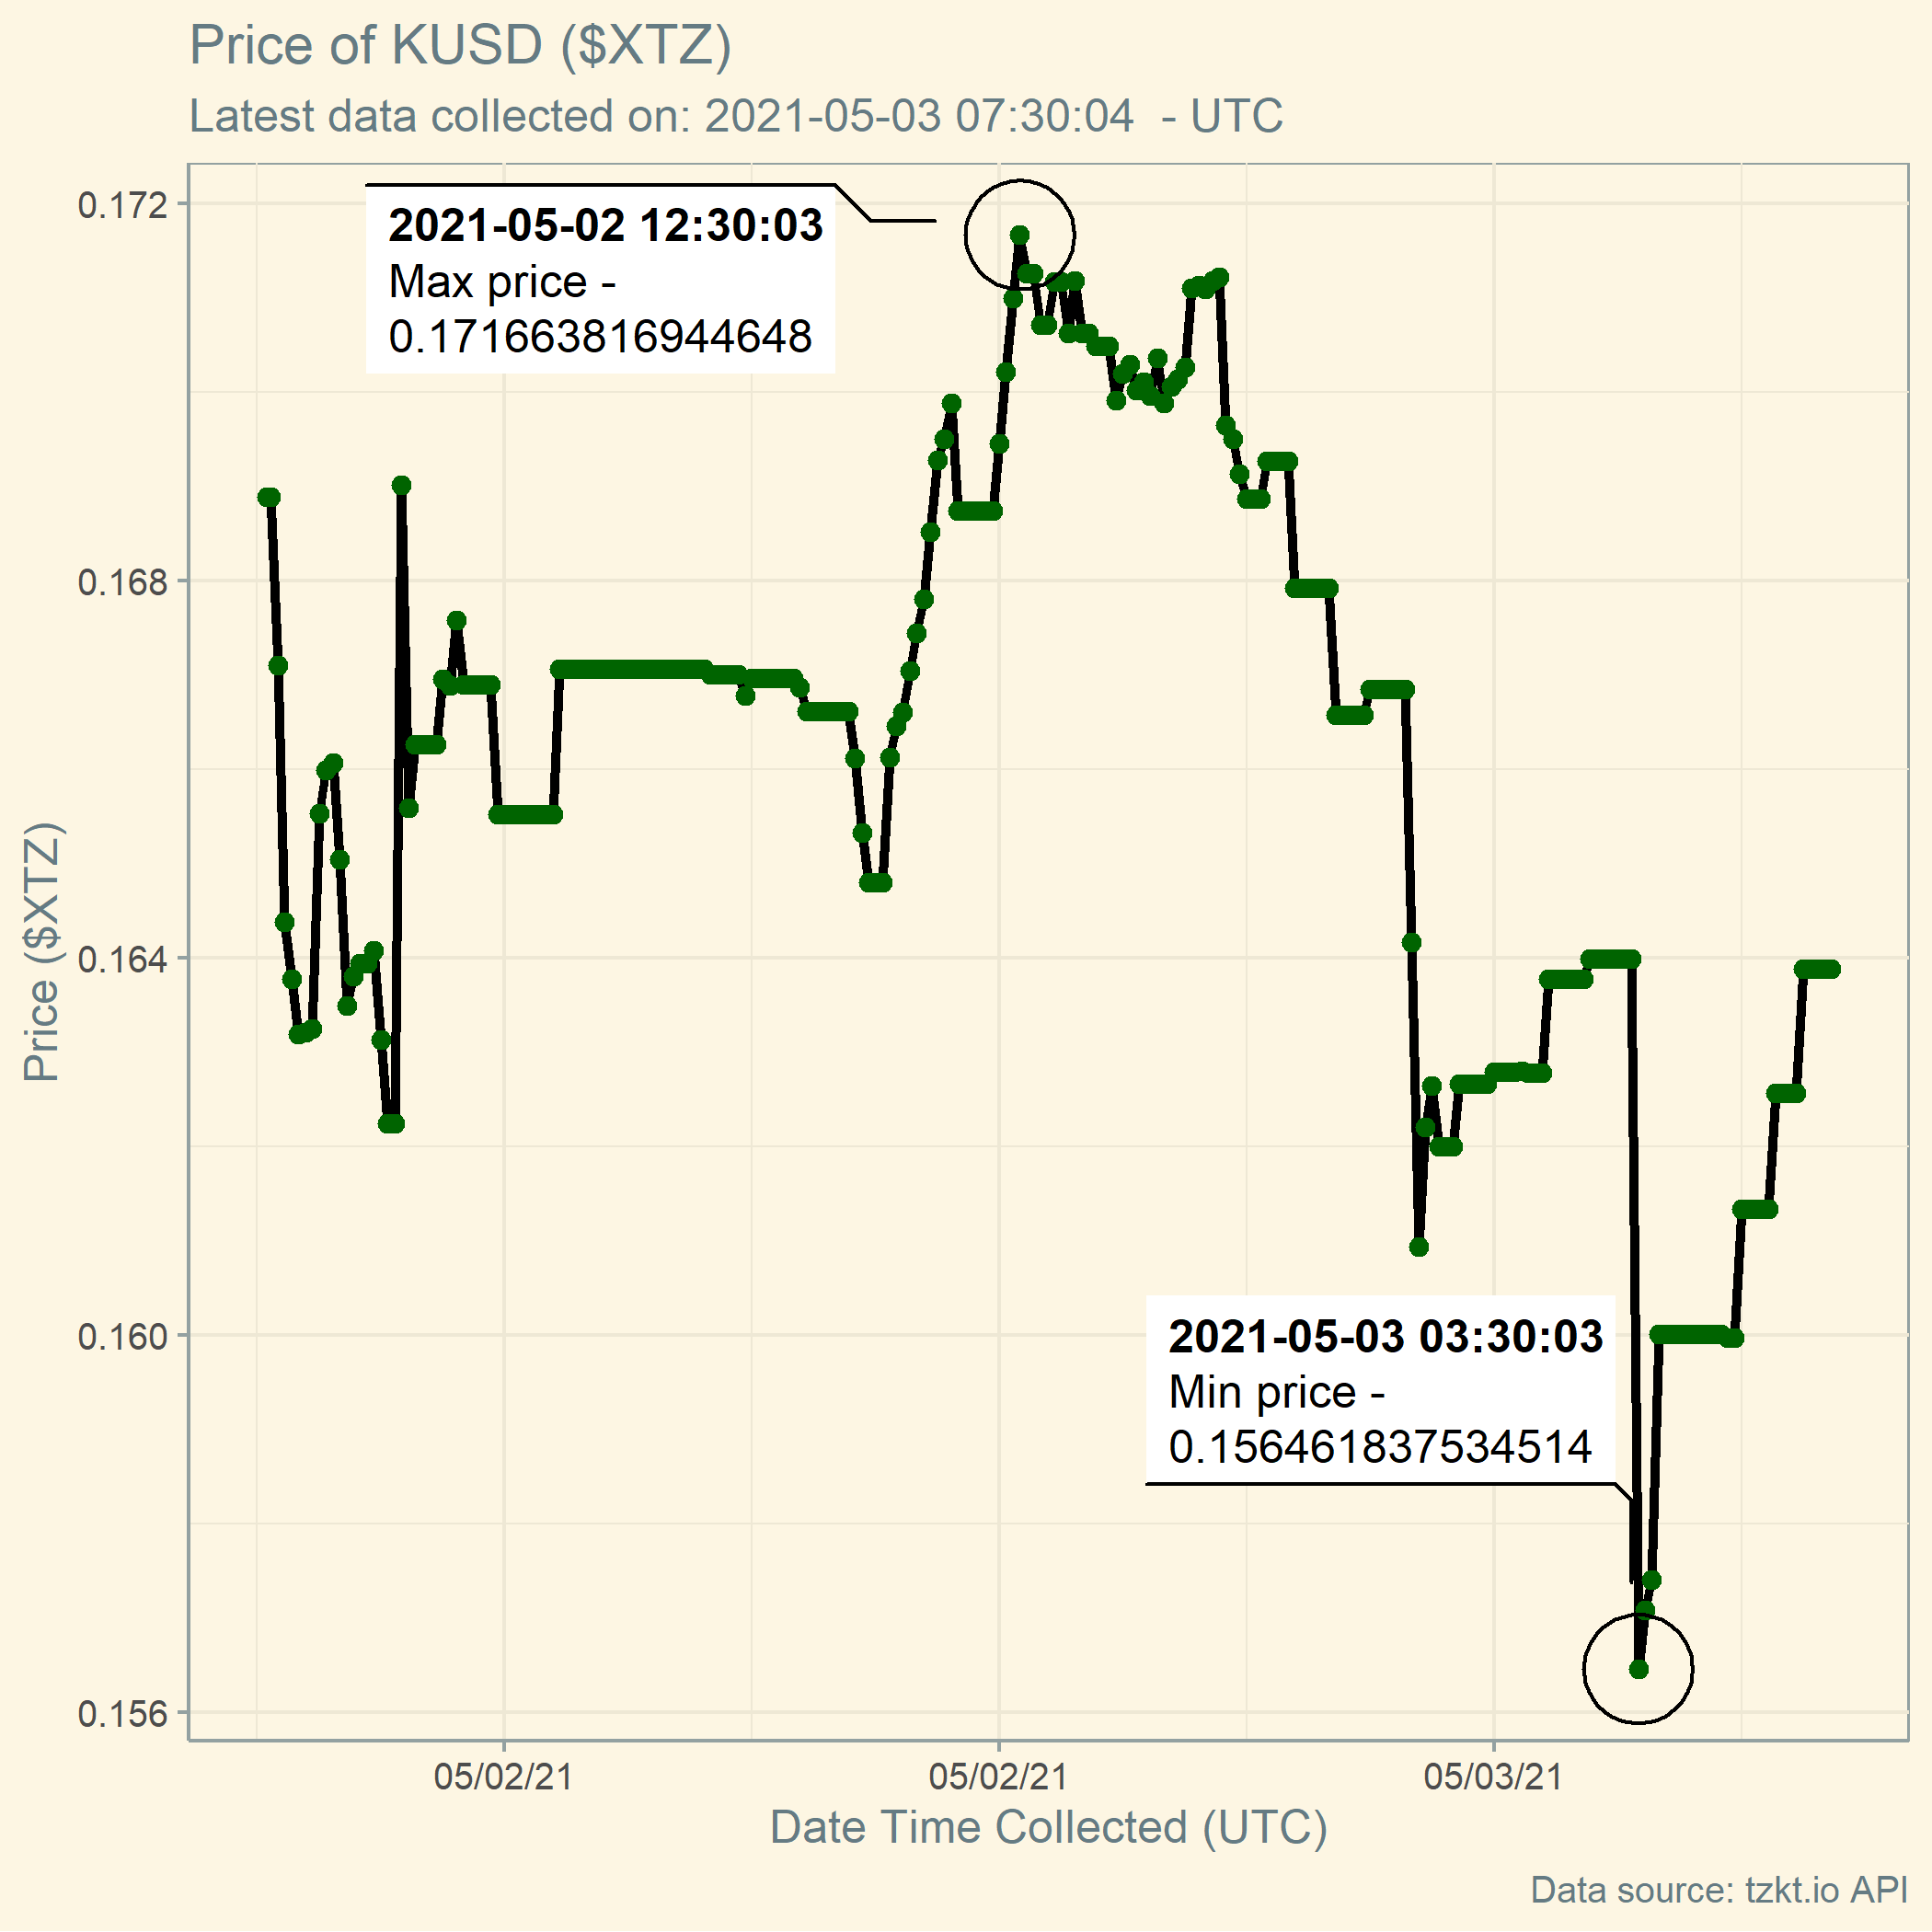 Price of KUSD ($XTZ)
Latest data collected on: 2021-05-03 07:30:04  - UTC
0.172
2021-05-02 12:30:03
Max price -
0.171663816944648
0.168
Price ($XTZ)
0.164
0.160
2021-05-03 03:30:03
Min price -
0.156461837534514
0.156
05/02/21
05/02/21
05/03/21
Date Time Collected (UTC)
Data source: tzkt.io API